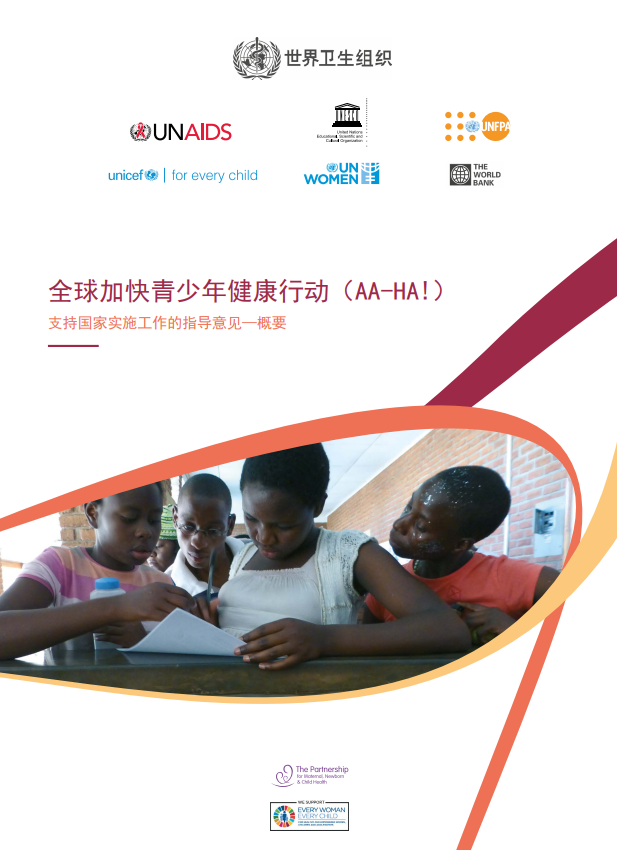 世界卫生组织
UNAIDS
United Nations
Educational, Scientific and
Cultural Organization
UNFPA
unicef | for every child
UN
WOMEN
THE
WORLD
BANK
全球加快青少年健康行动（AA-HA!）
支持国家实施工作的指导意见—概要
The Partnership
for Maternal, Newborn
& Child Health
WE SUPPORT
EVERY WOMAN
EVERY CHILD